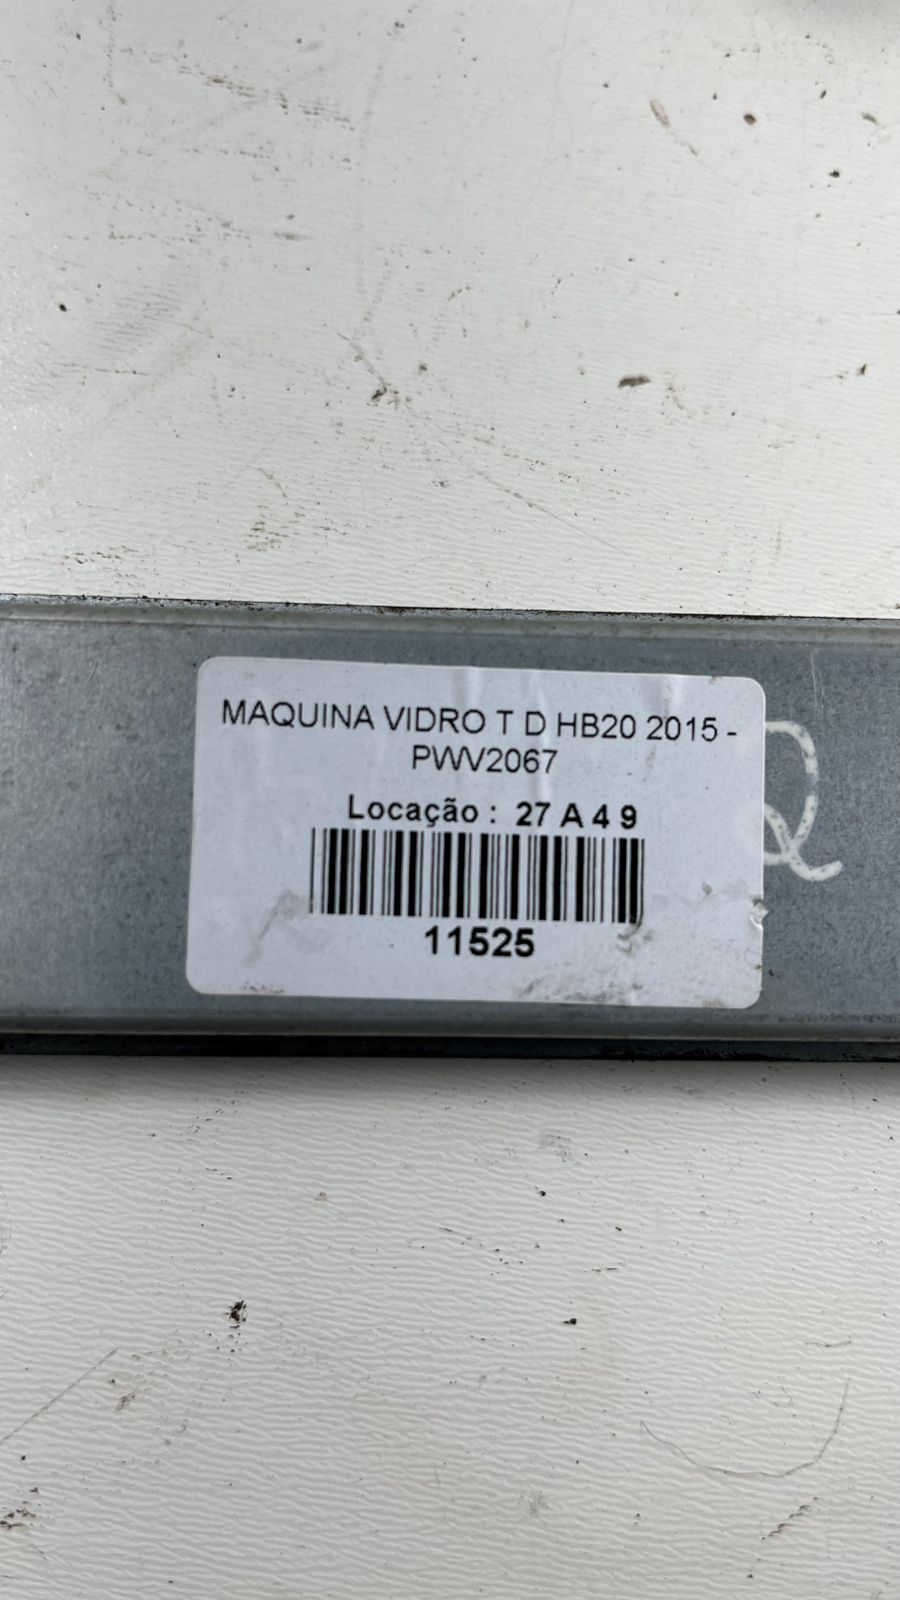 MAQUINA VIDRO T D HB20 2015 -
PWV2067
Locação : 27 A 4 9
11525